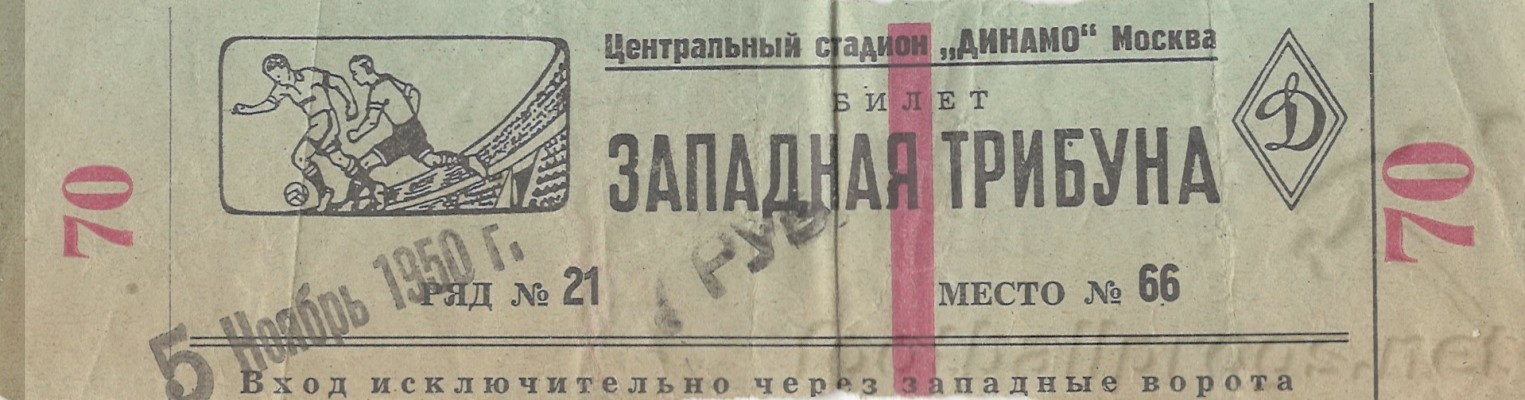 Центральный стадион „ДИНАМО“ Москва
БИЛЕТ
ЗАПАДНАЯ ТРИБУНА
Д
РУБ.
70
70
5 Ноябрь 1950 г.
РЯД № 21
МЕСТО № 66
Вход исключительно через западные ворота